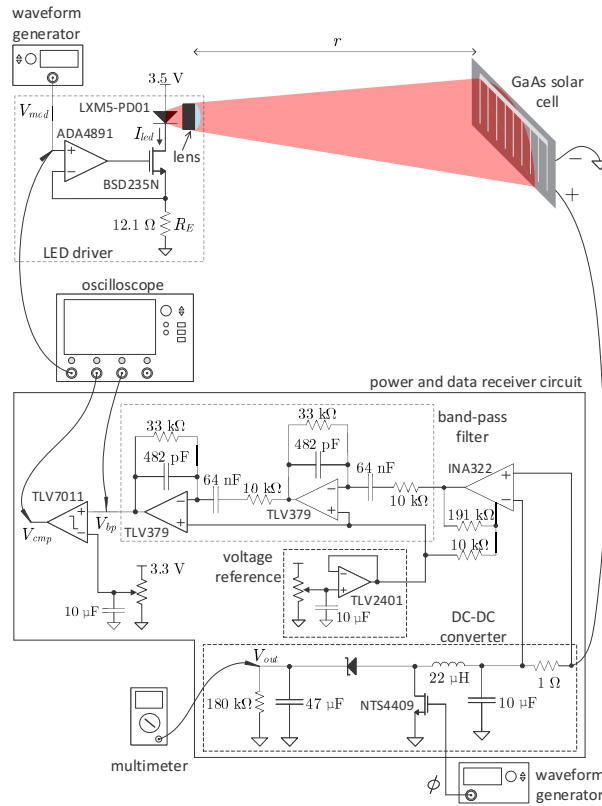 waveform
generator
V_mod
ADA4891
LXM5-PD01
3.5 V
I_led
lens
BSD235N
12.1 Ω
R_E
LED driver
r
GaAs solar
cell
−
+
oscilloscope
power and data receiver circuit
band-pass
filter
33 kΩ
482 pF
33 kΩ
482 pF
64 nF
10 kΩ
64 nF
10 kΩ
INA322
191 kΩ
10 kΩ
TLV7011
TLV379
TLV379
V_bp
V_cmp
3.3 V
10 μF
voltage
reference
TLV2401
10 μF
DC-DC
converter
V_out
180 kΩ
47 μF
NTS4409
22 μH
10 μF
1 Ω
multimeter
ϕ
waveform
generator